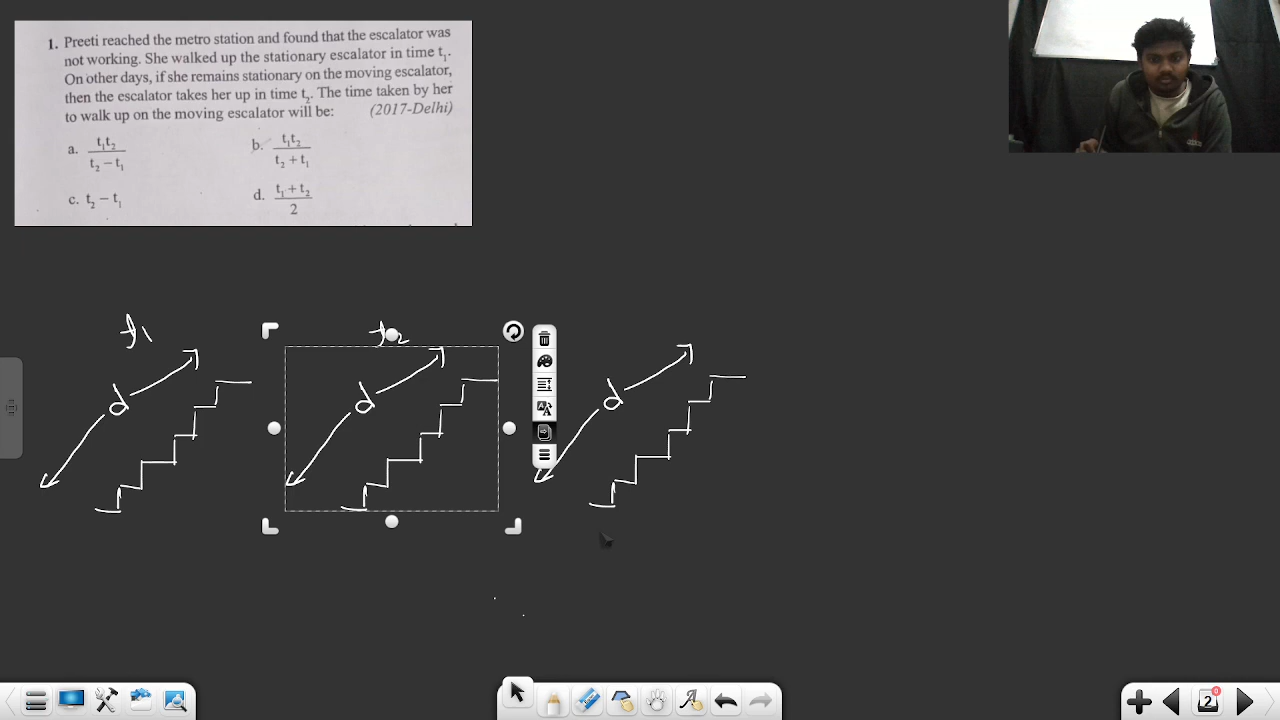 1. Preeti reached the metro station and found that the escalator was
not working. She walked up the stationary escalator in time t₁.
On other days, if she remains stationary on the moving escalator,
then the escalator takes her up in time t₂. The time taken by her
to walk up on the moving escalator will be: (2017-Delhi)
a. t₁t₂ / t₂ − t₁ b. t₁t₂ / t₂ + t₁
c. t₂ − t₁ d. t₁ + t₂ / 2
t1 t2
d d d
2 0